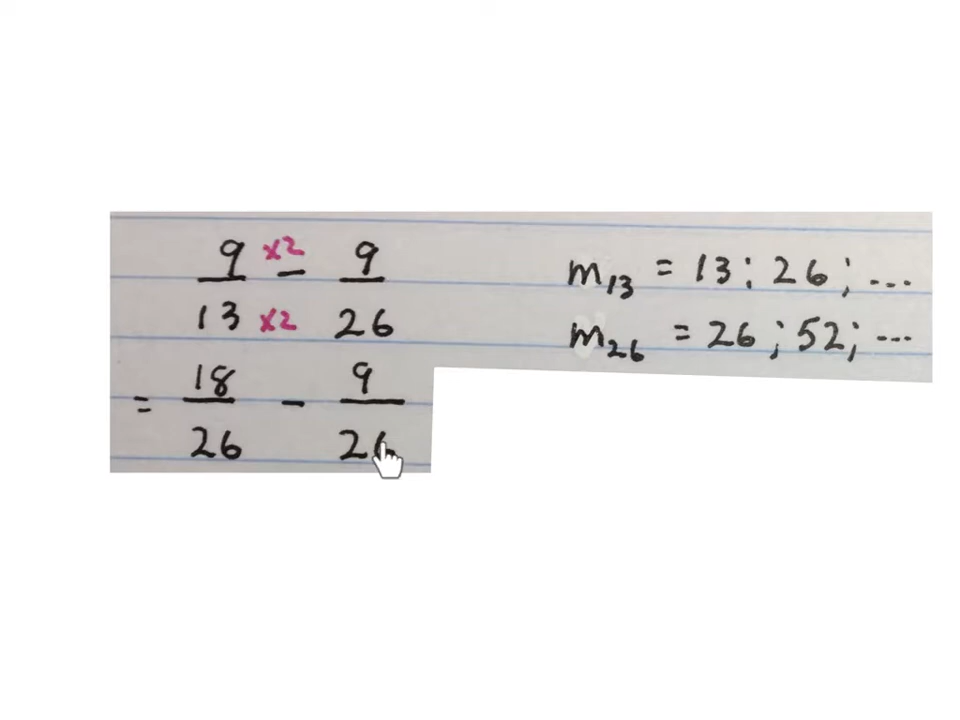 9 ×2 − 9
13 ×2 26
= 18 − 9
26 26
m13 = 13; 26; ...
m26 = 26; 52; ...